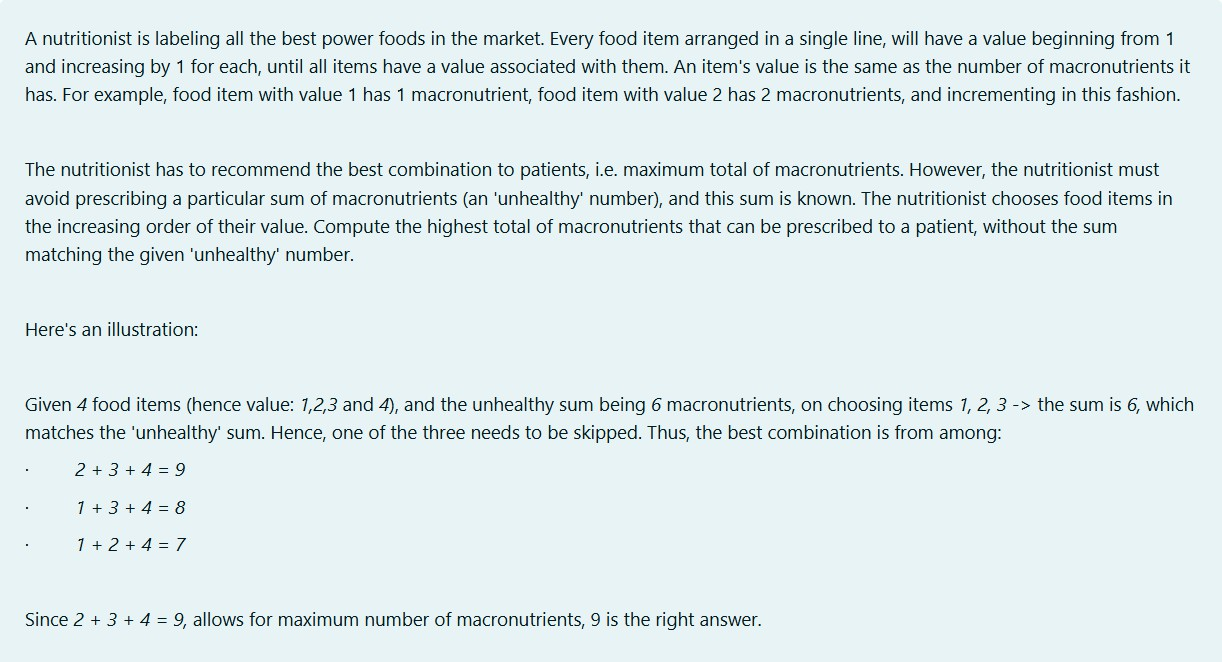 A nutritionist is labeling all the best power foods in the market. Every food item arranged in a single line, will have a value beginning from 1
and increasing by 1 for each, until all items have a value associated with them. An item's value is the same as the number of macronutrients it
has. For example, food item with value 1 has 1 macronutrient, food item with value 2 has 2 macronutrients, and incrementing in this fashion.
The nutritionist has to recommend the best combination to patients, i.e. maximum total of macronutrients. However, the nutritionist must
avoid prescribing a particular sum of macronutrients (an 'unhealthy' number), and this sum is known. The nutritionist chooses food items in
the increasing order of their value. Compute the highest total of macronutrients that can be prescribed to a patient, without the sum
matching the given 'unhealthy' number.
Here's an illustration:
Given 4 food items (hence value: 1,2,3 and 4), and the unhealthy sum being 6 macronutrients, on choosing items 1, 2, 3 -> the sum is 6, which
matches the 'unhealthy' sum. Hence, one of the three needs to be skipped. Thus, the best combination is from among:
· 2 + 3 + 4 = 9
· 1 + 3 + 4 = 8
· 1 + 2 + 4 = 7
Since 2 + 3 + 4 = 9, allows for maximum number of macronutrients, 9 is the right answer.